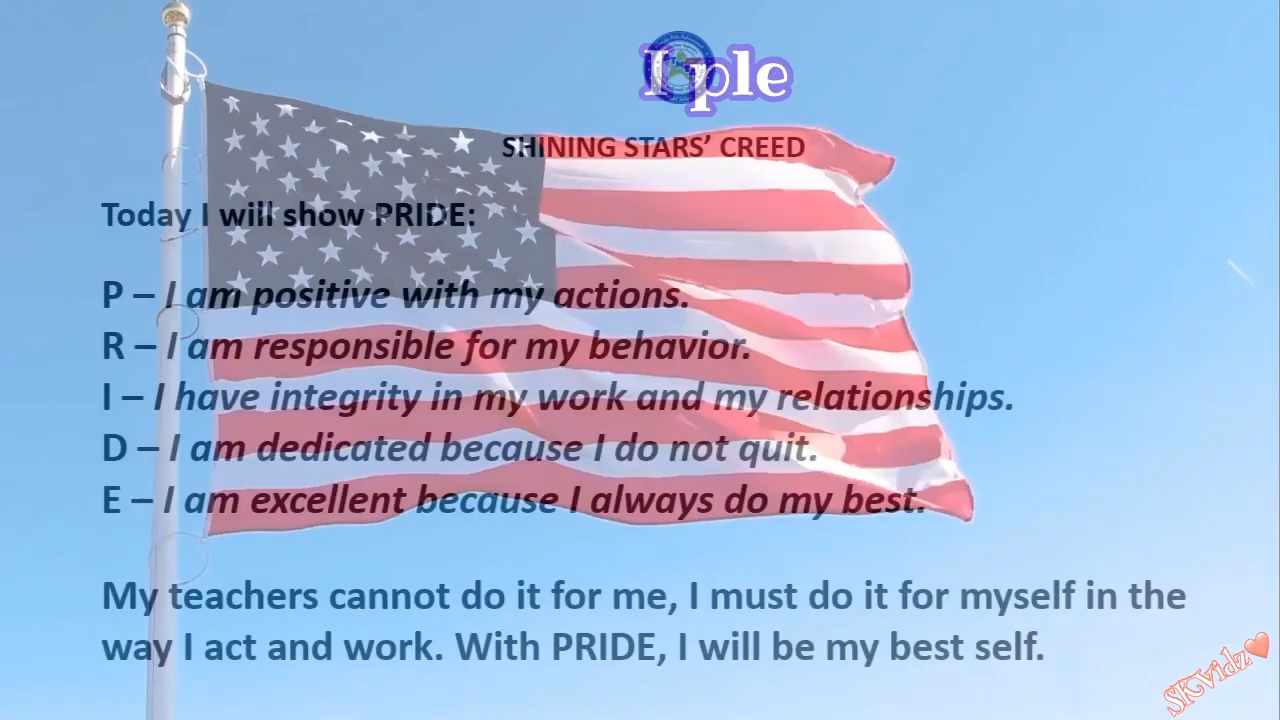 I ple
SHINING STARS’ CREED
Today I will show PRIDE:
P – I am positive with my actions.
R – I am responsible for my behavior.
I – I have integrity in my work and my relationships.
D – I am dedicated because I do not quit.
E – I am excellent because I always do my best.
My teachers cannot do it for me, I must do it for myself in the
way I act and work. With PRIDE, I will be my best self.
SKVidz